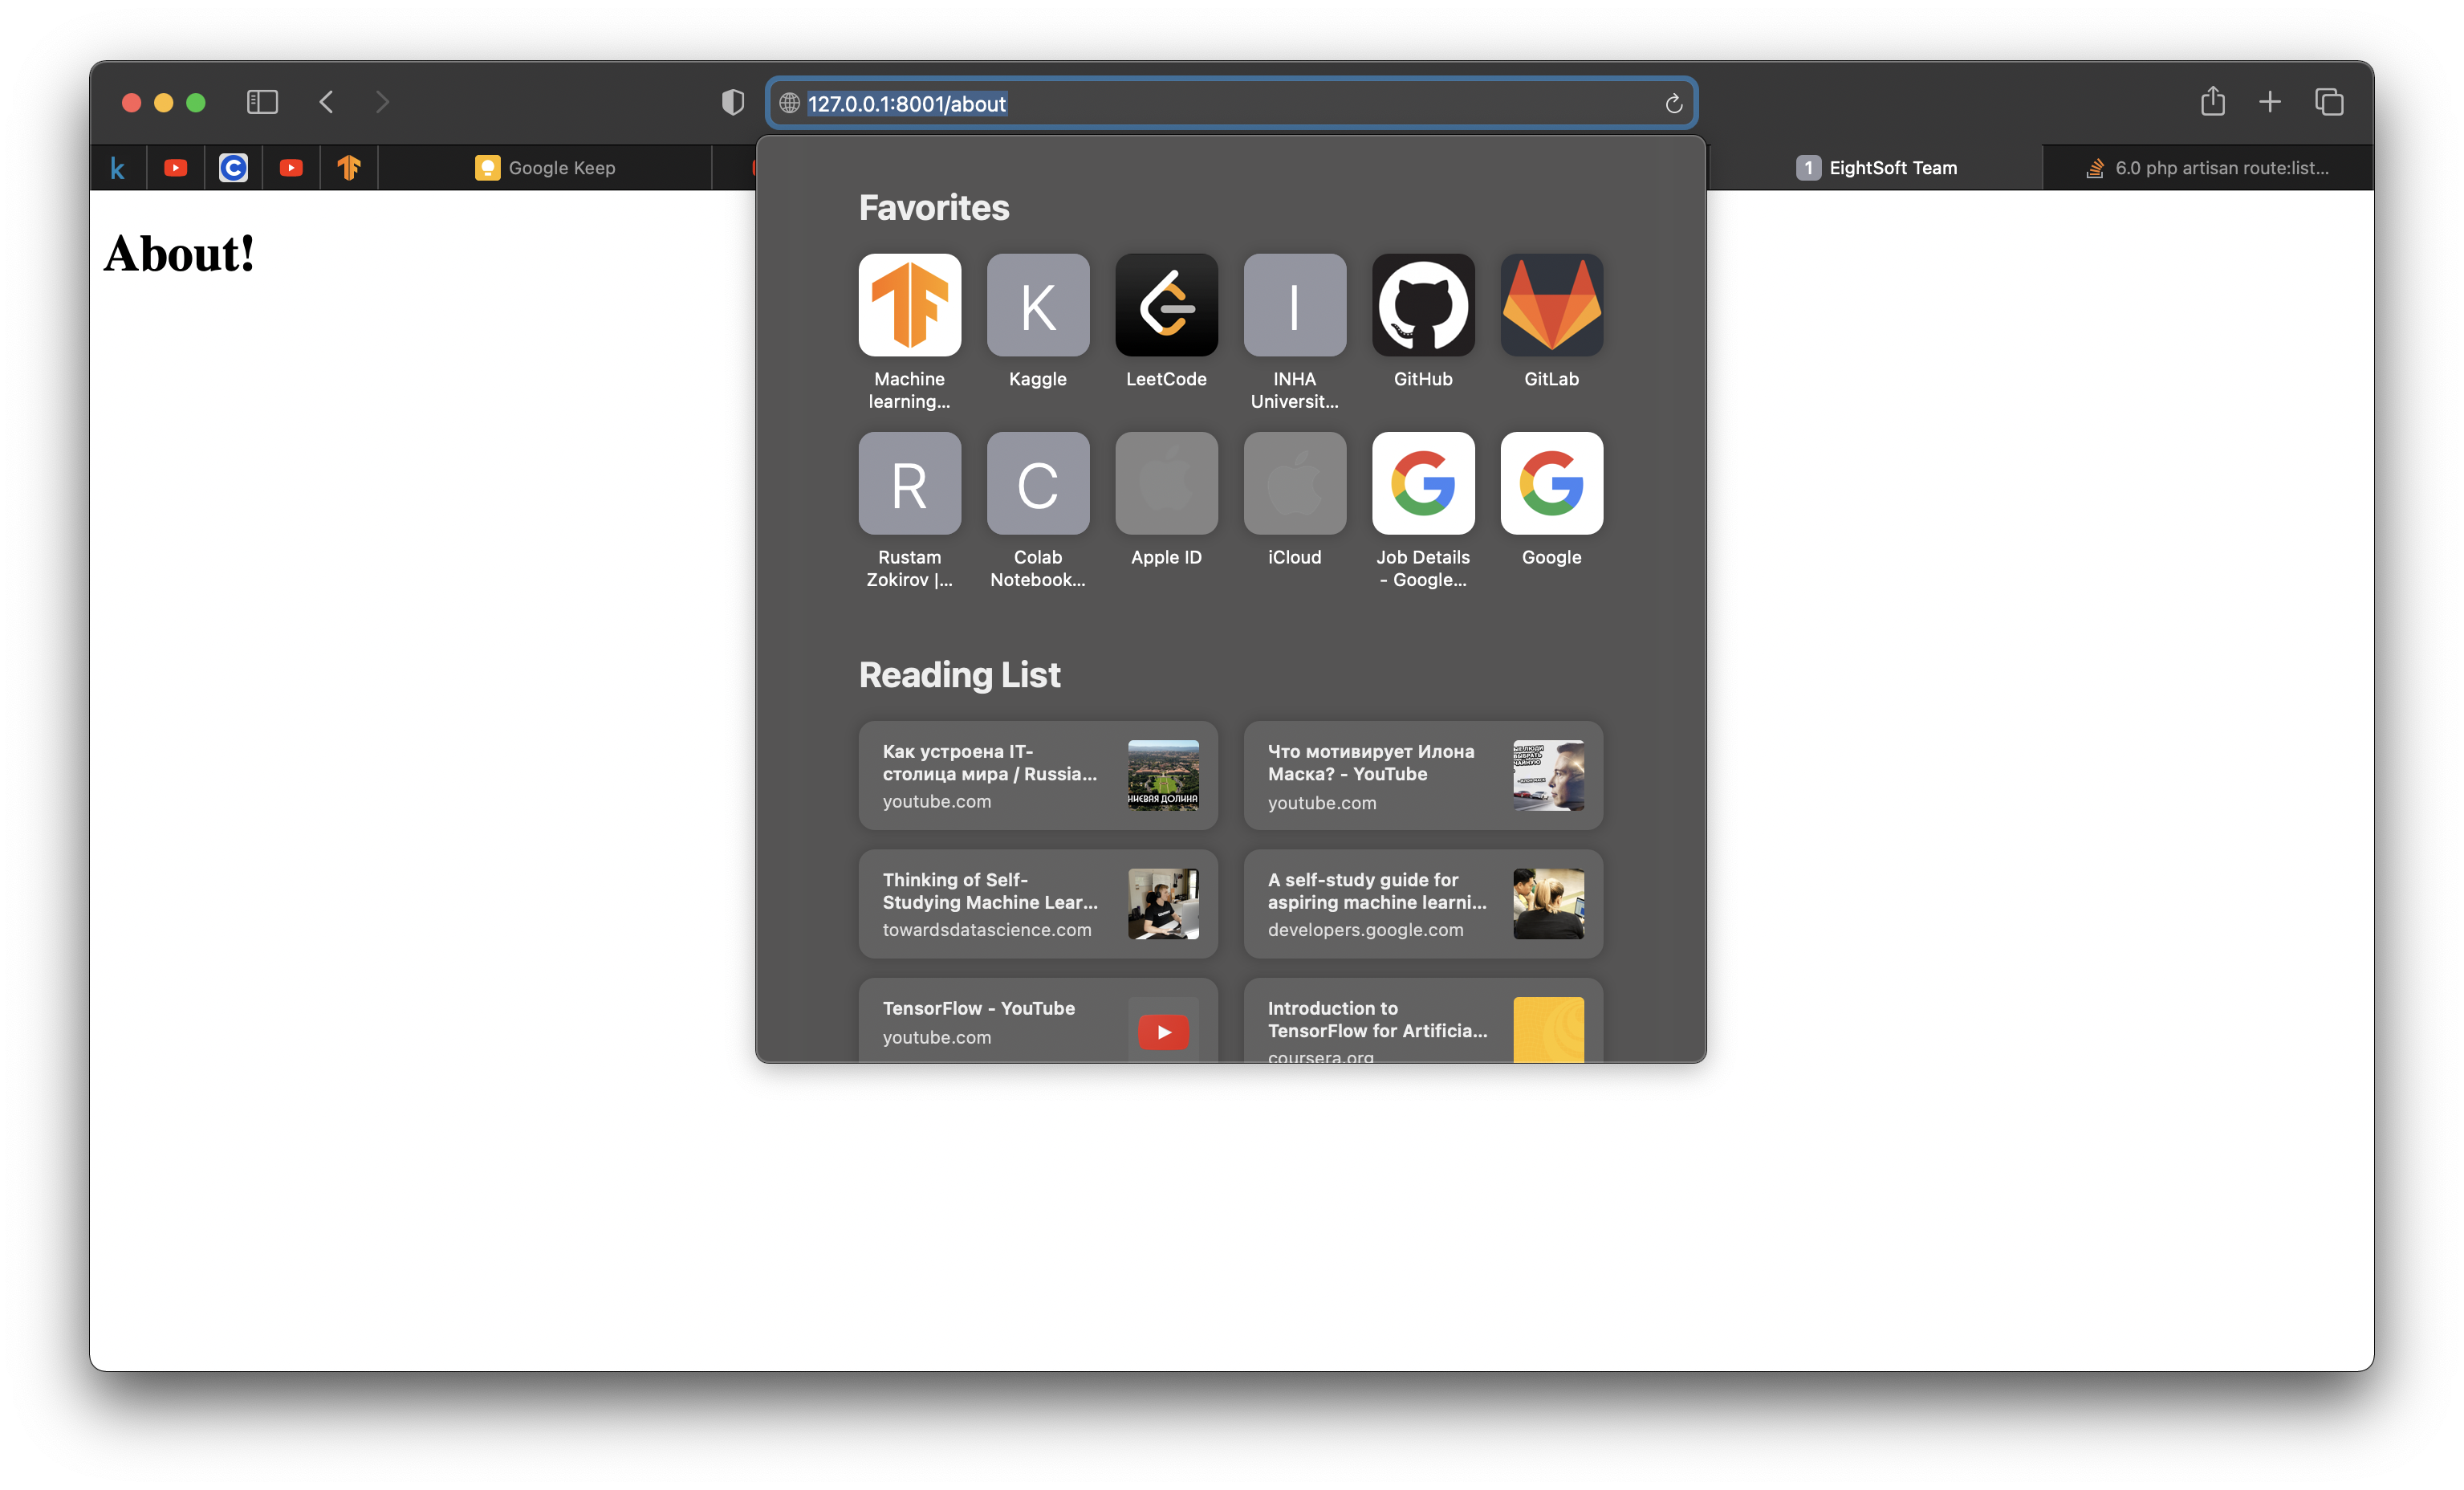 127.0.0.1:8001/about
k
Google Keep
1 EightSoft Team
6.0 php artisan route:list...
About!
Favorites
K
I
Machine
learning...
Kaggle
LeetCode
INHA
Universit...
GitHub
GitLab
R
C
Rustam
Zokirov |...
Colab
Notebook...
Apple ID
iCloud
Job Details
- Google...
Google
Reading List
Как устроена IT-
столица мира / Russia...
youtube.com
НИЕВАЯ ДОЛИНА
Что мотивирует Илона
Маска? - YouTube
youtube.com
Thinking of Self-
Studying Machine Lear...
towardsdatascience.com
A self-study guide for
aspiring machine learni...
developers.google.com
TensorFlow - YouTube
youtube.com
Introduction to
TensorFlow for Artificia...
coursera.org